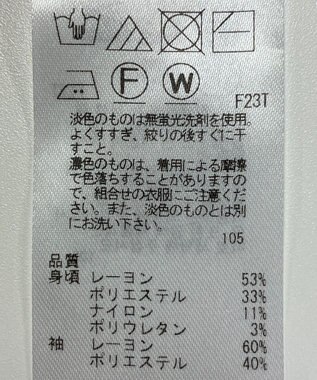 F W
F23T
淡色のものは無蛍光洗剤を使用。
よくすすぎ、絞りの後すぐに干
すこと。
濃色のものは、着用による摩擦
で色落ちすることがありますの
で、組合せの衣服にご注意くだ
さい。また、淡色のものとは別
にお洗い下さい。
105
品質
身頃 レーヨン 53%
ポリエステル 33%
ナイロン 11%
ポリウレタン 3%
袖 レーヨン 60%
ポリエステル 40%